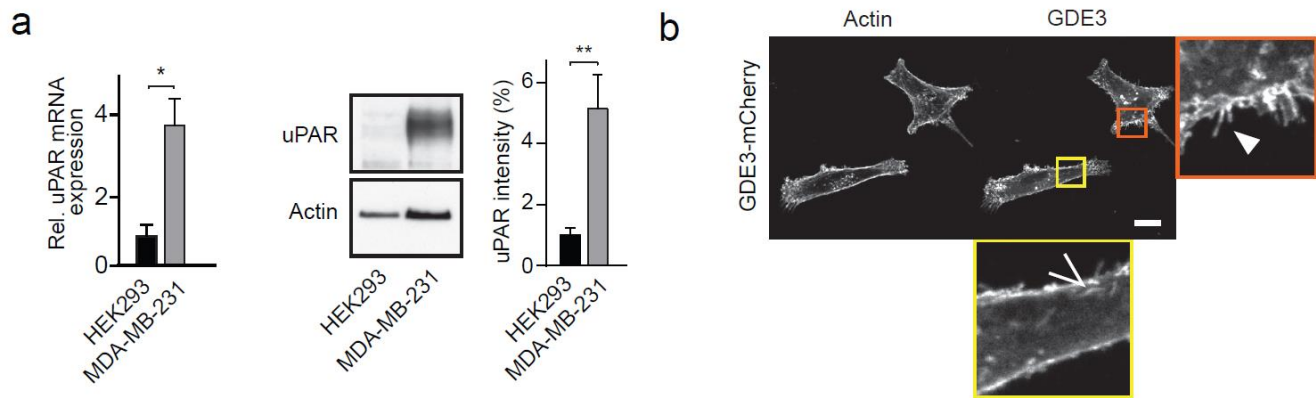 a
Rel. uPAR mRNA
expression
4
2
0
*
HEK293
MDA-MB-231
uPAR
Actin
HEK293
MDA-MB-231
uPAR intensity (%)
6
4
2
0
**
HEK293
MDA-MB-231
b
Actin
GDE3
GDE3-mCherry